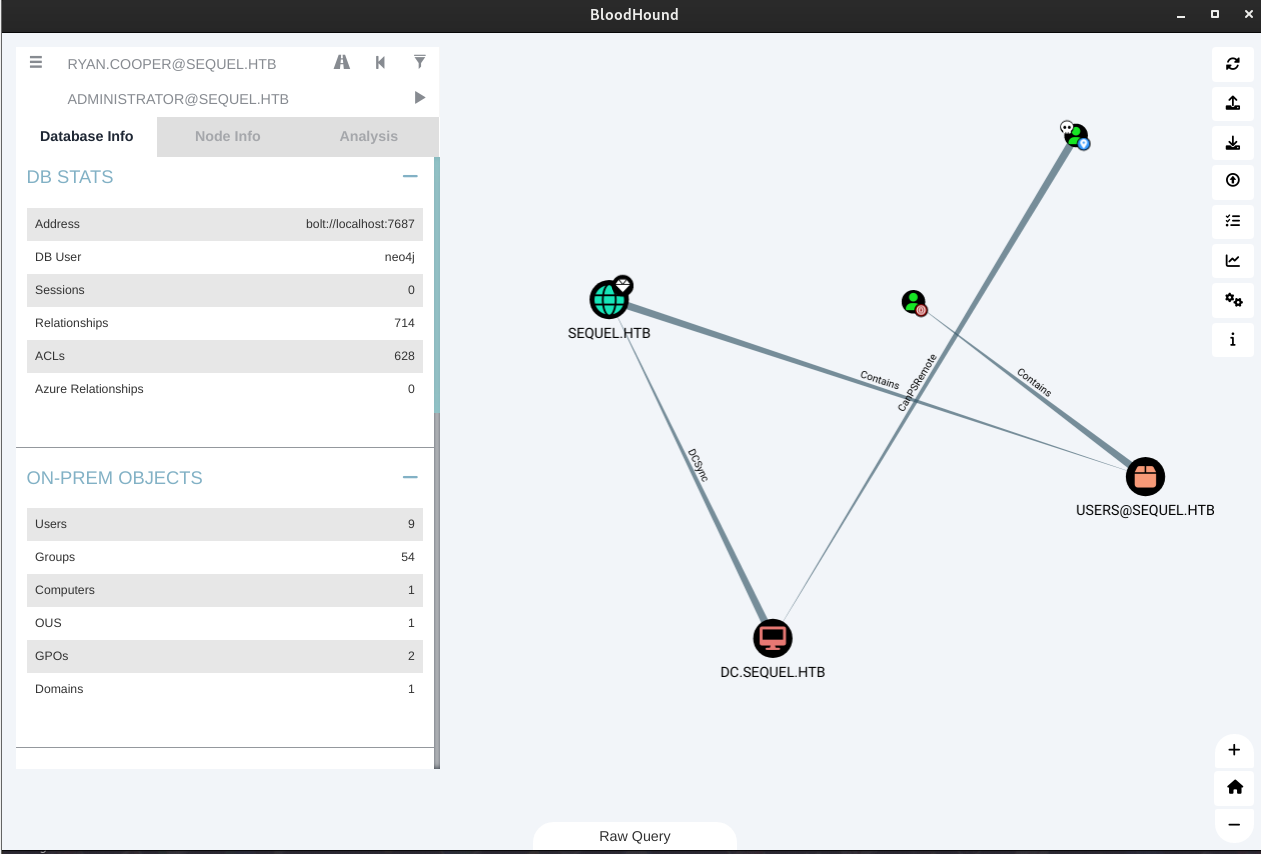 BloodHound
RYAN.COOPER@SEQUEL.HTB
ADMINISTRATOR@SEQUEL.HTB
Database Info Node Info Analysis
DB STATS
Address bolt://localhost:7687
DB User neo4j
Sessions 0
Relationships 714
ACLs 628
Azure Relationships 0
ON-PREM OBJECTS
Users 9
Groups 54
Computers 1
OUS 1
GPOs 2
Domains 1
SEQUEL.HTB
Contains
CanPSRemote
Contains
DCSync
USERS@SEQUEL.HTB
DC.SEQUEL.HTB
Raw Query